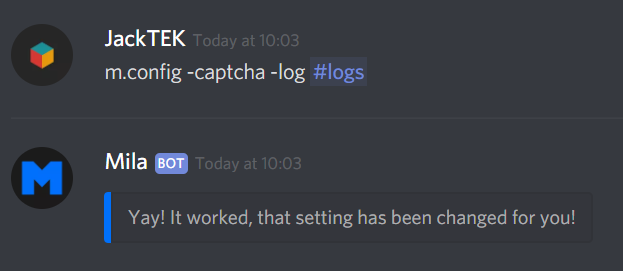 JackTEK Today at 10:03
m.config -captcha -log #logs
M
Mila BOT Today at 10:03
Yay! It worked, that setting has been changed for you!